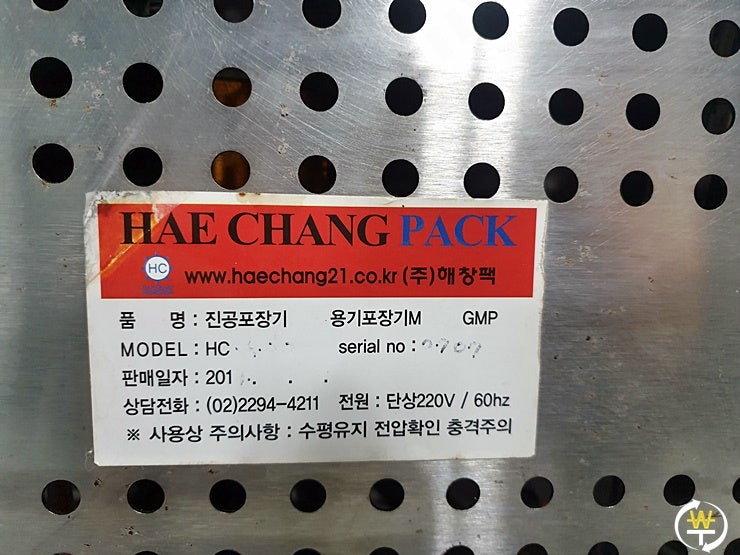 HAE CHANG PACK
HC www.haechang21.co.kr (주)해창팩
품 명 : 진공포장기 용기포장기M GMP
MODEL : HC serial no :
판매일자 : 201 . . .
상담전화 : (02)2294-4211 전원 : 단상220V / 60hz
※ 사용상 주의사항 : 수평유지 전압확인 충격주의